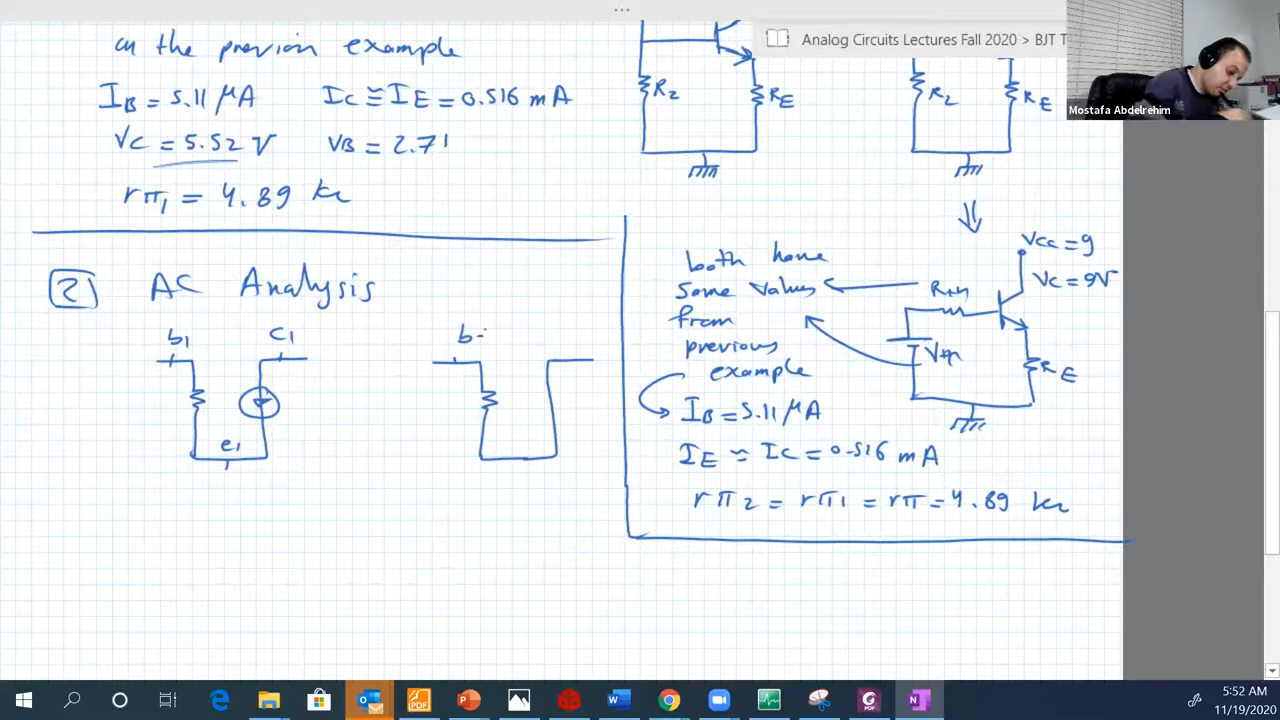 Analog Circuits Lectures Fall 2020 > BJT T
Mostafa Abdelrehim
in the previous example
IB = 5.11 μA IC ≅ IE = 0.516 mA
VC = 5.52 V VB = 2.71
rπ1 = 4.89 k
R2 RE
R2 RE
VCC = 9
VC = 9V
Rth
Vth
RE
both have
same values
from
previous
example
IB = 5.11 μA
IE ≃ IC = 0.516 mA
rπ2 = rπ1 = rπ = 4.89 k
2 AC Analysis
b1 C1
e1
b
5:52 AM
11/19/2020